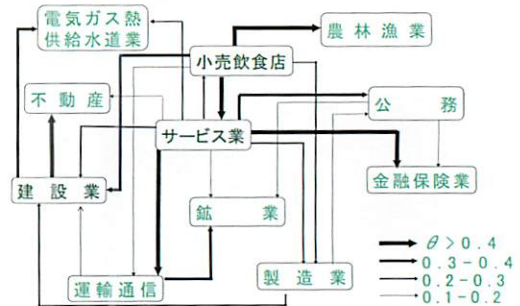 電気ガス熱
供給水道業
農林漁業
小売飲食店
不動産
公務
サービス業
建設業
金融保険業
鉱業
運輸通信
製造業
θ>0.4
0.3-0.4
0.2-0.3
0.1-0.2